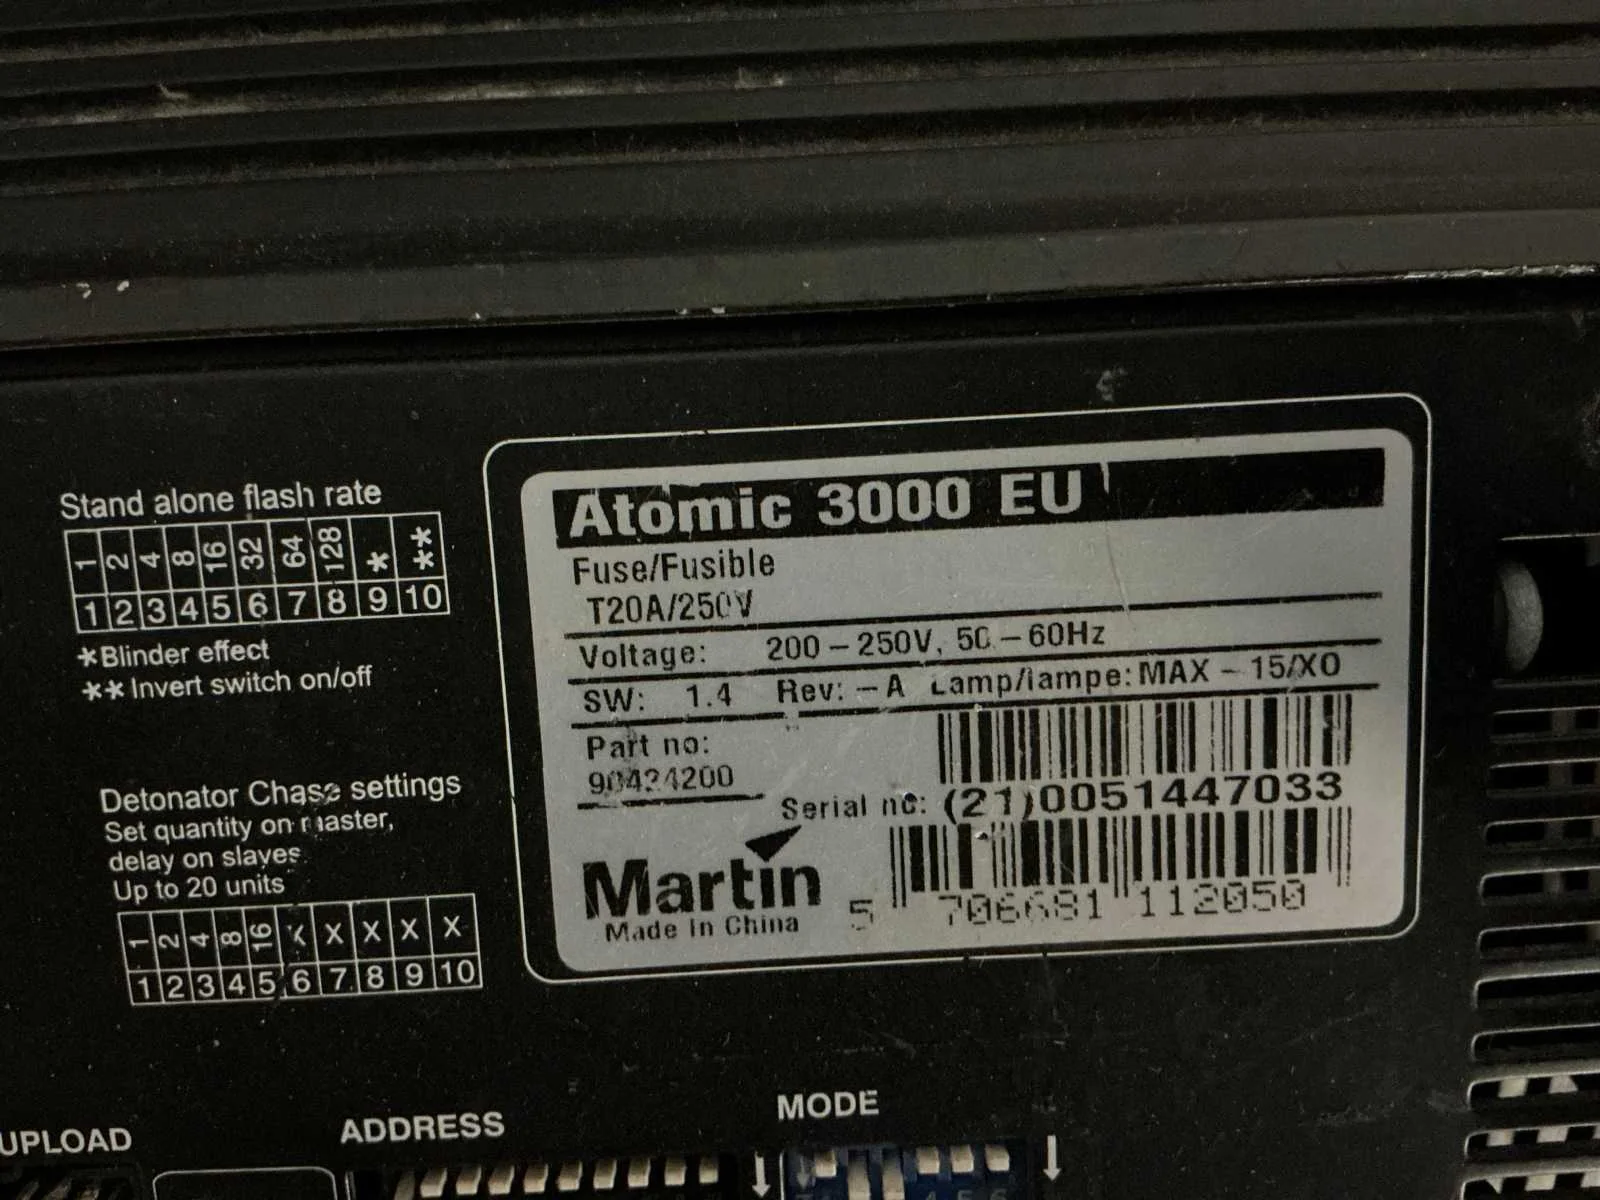 Stand alone flash rate
1 2 4 8 16 32 64 128 * **
1 2 3 4 5 6 7 8 9 10
*Blinder effect
** Invert switch on/off
Detonator Chase settings
Set quantity on master,
delay on slaves.
Up to 20 units
1 2 4 8 16 X X X X X
1 2 3 4 5 6 7 8 9 10
Atomic 3000 EU
Fuse/Fusible
T20A/250V
Voltage: 200 – 250V, 50 – 60Hz
SW: 1.4 Rev: – A Lamp/lampe: MAX – 15/XO
Part no:
90424200
Serial no: (21)0051447033
Martin
Made In China
5 706681 112050
UPLOAD
ADDRESS
MODE